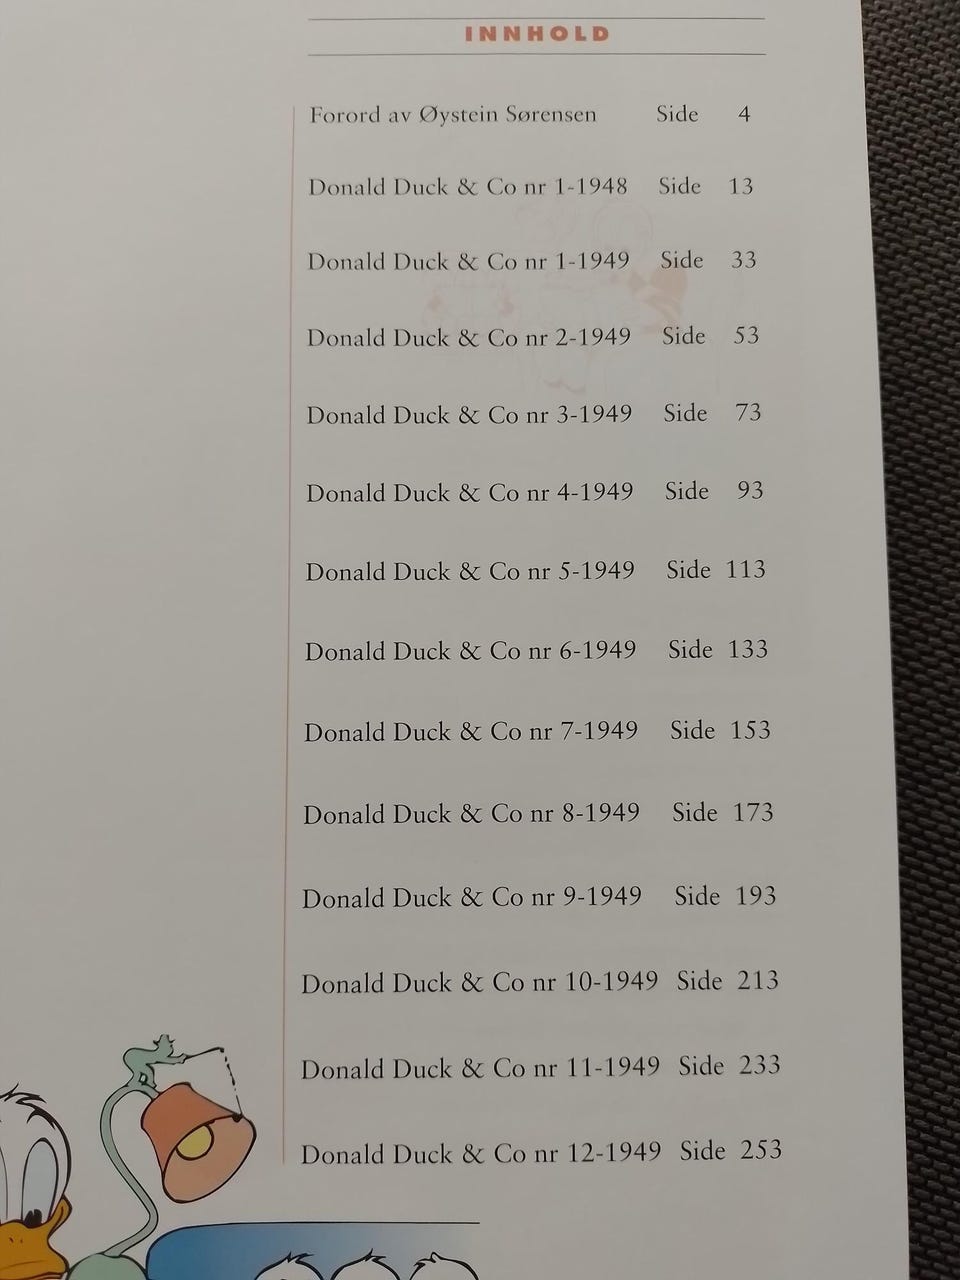 INNHOLD
Forord av Øystein Sørensen Side 4
Donald Duck & Co nr 1-1948 Side 13
Donald Duck & Co nr 1-1949 Side 33
Donald Duck & Co nr 2-1949 Side 53
Donald Duck & Co nr 3-1949 Side 73
Donald Duck & Co nr 4-1949 Side 93
Donald Duck & Co nr 5-1949 Side 113
Donald Duck & Co nr 6-1949 Side 133
Donald Duck & Co nr 7-1949 Side 153
Donald Duck & Co nr 8-1949 Side 173
Donald Duck & Co nr 9-1949 Side 193
Donald Duck & Co nr 10-1949 Side 213
Donald Duck & Co nr 11-1949 Side 233
Donald Duck & Co nr 12-1949 Side 253